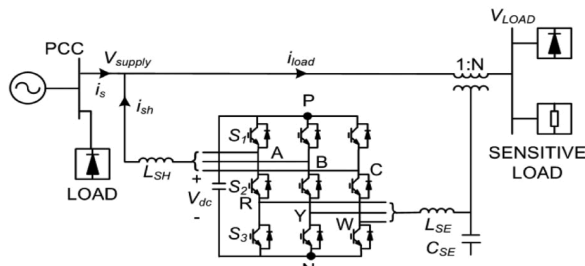 V_LOAD
PCC
V_supply
i_load
1:N
i_s
i_sh
P
S_1
A
B
C
SENSITIVE
LOAD
L_SH
LOAD
+
V_dc
-
S_2
R
Y
W
L_SE
C_SE
S_3
N